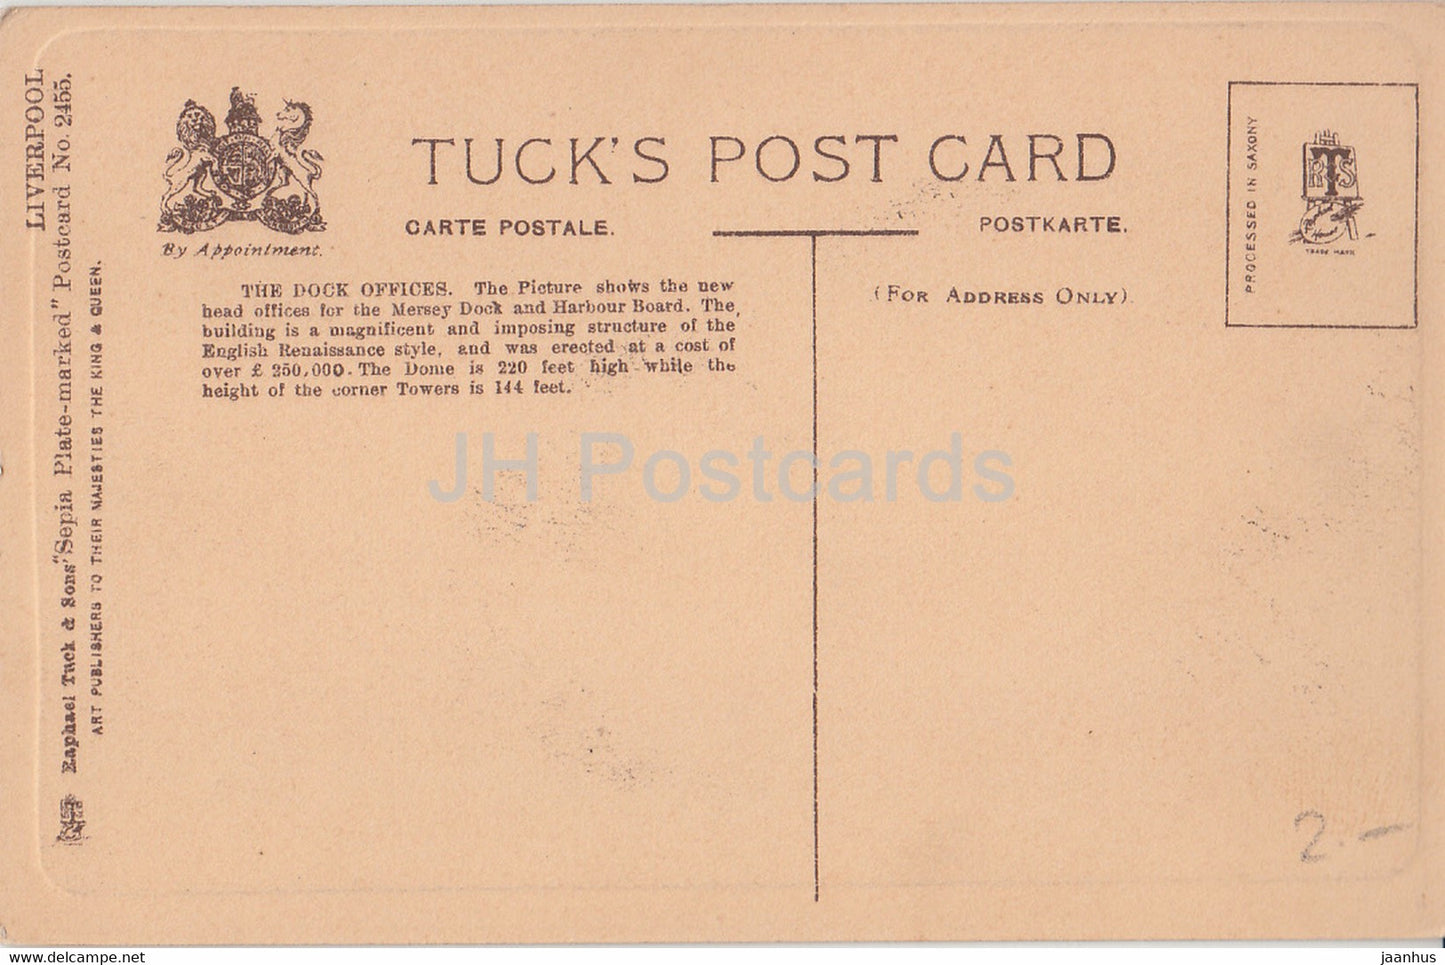 LIVERPOOL
Raphael Tuck & Sons' "Sepia Plate-marked" Postcard No. 2455.
ART PUBLISHERS TO THEIR MAJESTIES THE KING & QUEEN.
By Appointment.
TUCK'S POST CARD
CARTE POSTALE.
POSTKARTE.
THE DOCK OFFICES. The Picture shows the new
head offices for the Mersey Dock and Harbour Board. The
building is a magnificent and imposing structure of the
English Renaissance style, and was erected at a cost of
over £ 250,000. The Dome is 220 feet high while the
height of the corner Towers is 144 feet.
(FOR ADDRESS ONLY)
PROCESSED IN SAXONY
RTS
TRADE MARK
JH Postcards
2.-
www.delcampe.net
jaanhus